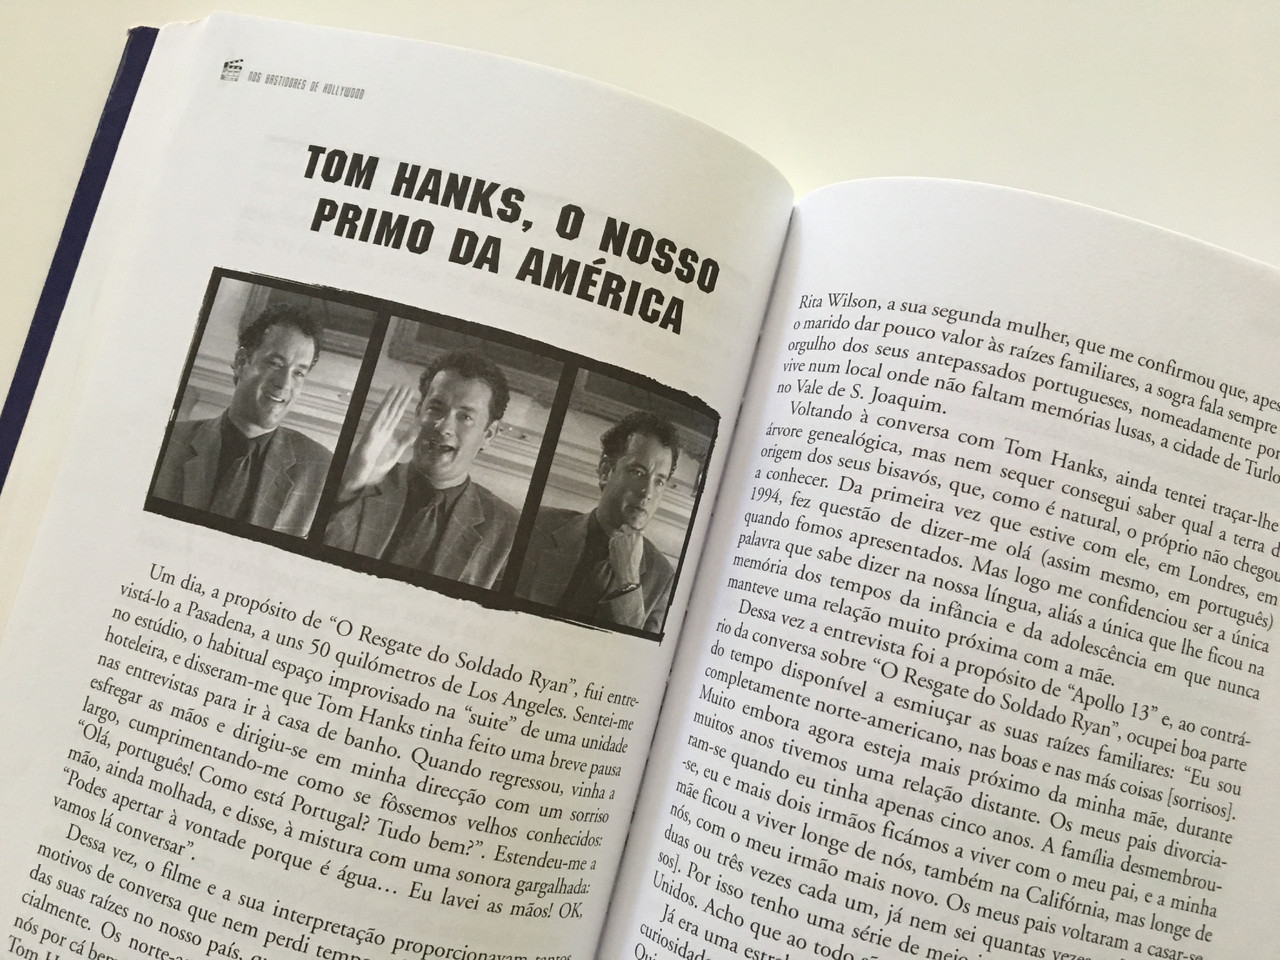 NOS BASTIDORES DE HOLLYWOOD
TOM HANKS, O NOSSO
PRIMO DA AMÉRICA
Um dia, a propósito de “O Resgate do Soldado Ryan”, fui entre-
vistá-lo a Pasadena, a uns 50 quilómetros de Los Angeles. Sentei-me
no estúdio, o habitual espaço improvisado na “suite” de uma unidade
hoteleira, e disseram-me que Tom Hanks tinha feito uma breve pausa
nas entrevistas para ir à casa de banho. Quando regressou, vinha a
esfregar as mãos e dirigiu-se em minha direcção com um sorriso
largo, cumprimentando-me como se fôssemos velhos conhecidos:
“Olá, português! Como está Portugal? Tudo bem?”. Estendeu-me a
mão, ainda molhada, e disse, à mistura com uma sonora gargalhada:
“Podes apertar à vontade porque é água… Eu lavei as mãos! OK,
vamos lá conversar”.
Dessa vez, o filme e a sua interpretação proporcionavam tantos
motivos de conversa que nem perdi
das suas raízes no nosso país,
cialmente. Os
nós por cá
Tom
Rita Wilson, a sua segunda mulher, que me confirmou que,
o marido dar pouco valor às raízes familiares, a sogra fala sempre
orgulho dos seus antepassados portugueses, nomeadamente
vive num local onde não faltam memórias lusas, a cidade de
no Vale de S. Joaquim.
Voltando à conversa com Tom Hanks, ainda tentei traçar-lhe
árvore genealógica, mas nem sequer consegui saber qual a terra
origem dos seus bisavós, que, como é natural, o próprio não chegou
a conhecer. Da primeira vez que estive com ele, em Londres, em
1994, fez questão de dizer-me olá (assim mesmo, em português)
quando fomos apresentados. Mas logo me confidenciou ser a única
palavra que sabe dizer na nossa língua, aliás a única que lhe ficou na
memória dos tempos da infância e da adolescência em que nunca
manteve uma relação muito próxima com a mãe.
Dessa vez a entrevista foi a propósito de “Apollo 13” e, ao contrá-
rio da conversa sobre “O Resgate do Soldado Ryan”, ocupei boa parte
do tempo disponível a esmiuçar as suas raízes familiares: “Eu sou
completamente norte-americano, nas boas e nas más coisas [sorrisos].
Muito embora agora esteja mais próximo da minha mãe, durante
muitos anos tivemos uma relação distante. Os meus pais divorcia-
ram-se quando eu tinha apenas cinco anos. A família desmembrou-
-se, eu e mais dois irmãos ficámos a viver com o meu pai, e a minha
mãe ficou a viver longe de nós, também na Califórnia, mas longe de
nós, com o meu irmão mais novo. Os meus pais voltaram a casar-se
duas ou três vezes cada um, já nem sei quantas vezes
sos]. Por isso tenho uma série de
Unidos. Acho que ao todo
Já era uma
curiosidade